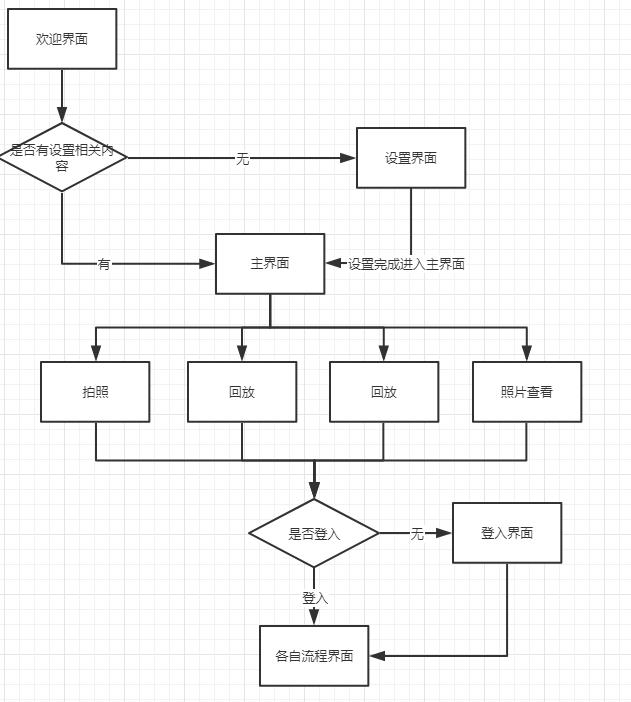 欢迎界面
是否有设置相关内
容
无
设置界面
有
主界面
设置完成进入主界面
拍照
回放
回放
照片查看
是否登入
无
登入界面
登入
各自流程界面